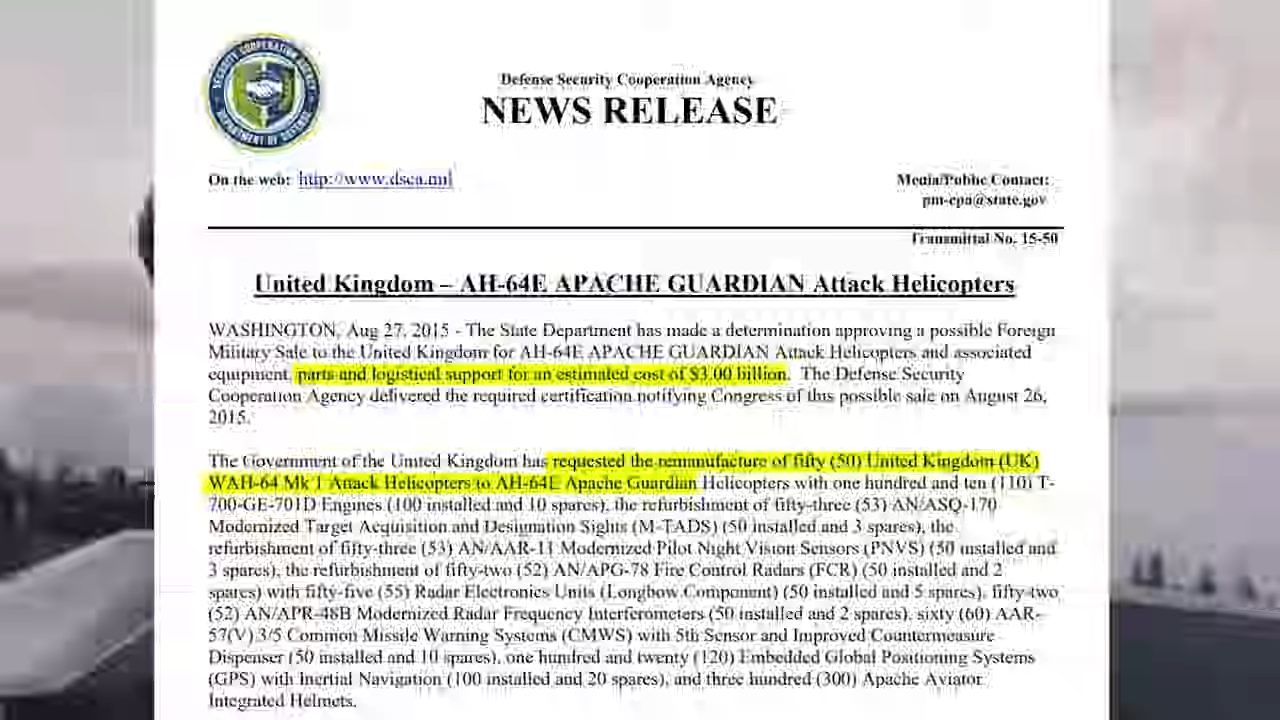 SECURITY COOPERATION AGENCY
DEPARTMENT OF DEFENSE
Defense Security Cooperation Agency
NEWS RELEASE
On the web: http://www.dsca.mil
Media/Public Contact:
pm-cpa@state.gov
Transmittal No. 15-50
United Kingdom – AH-64E APACHE GUARDIAN Attack Helicopters
WASHINGTON, Aug 27, 2015 - The State Department has made a determination approving a possible Foreign
Military Sale to the United Kingdom for AH-64E APACHE GUARDIAN Attack Helicopters and associated
equipment, parts and logistical support for an estimated cost of $3.00 billion. The Defense Security
Cooperation Agency delivered the required certification notifying Congress of this possible sale on August 26,
2015.
The Government of the United Kingdom has requested the remanufacture of fifty (50) United Kingdom (UK)
WAH-64 Mk 1 Attack Helicopters to AH-64E Apache Guardian Helicopters with one hundred and ten (110) T-
700-GE-701D Engines (100 installed and 10 spares), the refurbishment of fifty-three (53) AN/ASQ-170
Modernized Target Acquisition and Designation Sights (M-TADS) (50 installed and 3 spares), the
refurbishment of fifty-three (53) AN/AAR-11 Modernized Pilot Night Vision Sensors (PNVS) (50 installed and
3 spares), the refurbishment of fifty-two (52) AN/APG-78 Fire Control Radars (FCR) (50 installed and 2
spares) with fifty-five (55) Radar Electronics Units (Longbow Component) (50 installed and 5 spares), fifty-two
(52) AN/APR-48B Modernized Radar Frequency Interferometers (50 installed and 2 spares), sixty (60) AAR-
57(V) 3/5 Common Missile Warning Systems (CMWS) with 5th Sensor and Improved Countermeasure
Dispenser (50 installed and 10 spares), one hundred and twenty (120) Embedded Global Positioning Systems
(GPS) with Inertial Navigation (100 installed and 20 spares), and three hundred (300) Apache Aviator
Integrated Helmets.